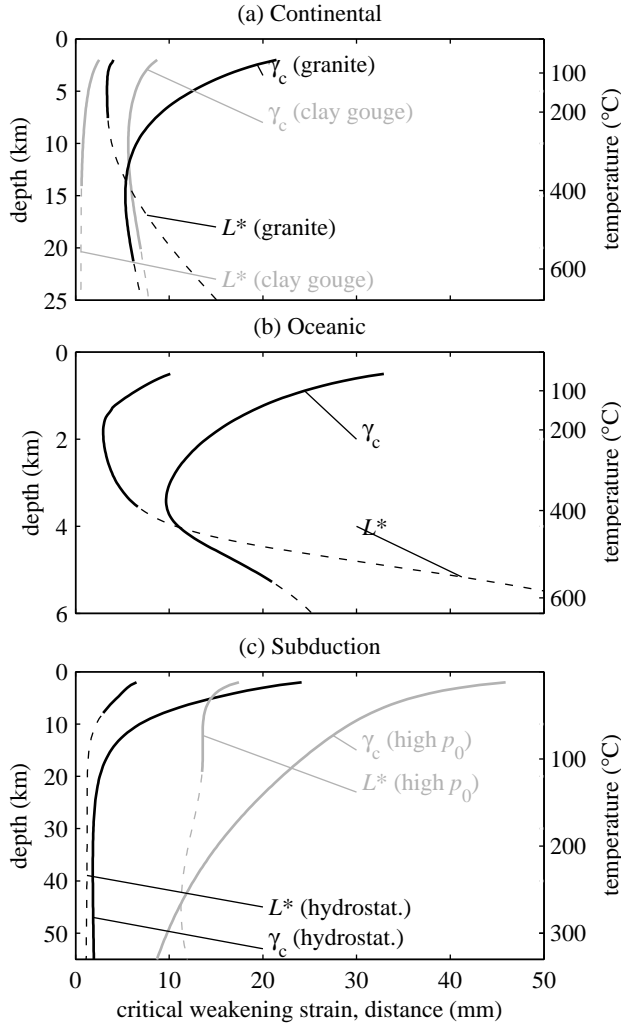 (a) Continental
0
5
10
15
20
25
depth (km)
100
200
400
600
temperature (°C)
γc (granite)
γc (clay gouge)
L* (granite)
L* (clay gouge)
(b) Oceanic
0
2
4
6
depth (km)
100
200
400
600
temperature (°C)
γc
L*
(c) Subduction
0
10
20
30
40
50
depth (km)
100
200
300
temperature (°C)
γc (high p0)
L* (high p0)
L* (hydrostat.)
γc (hydrostat.)
0 10 20 30 40 50
critical weakening strain, distance (mm)